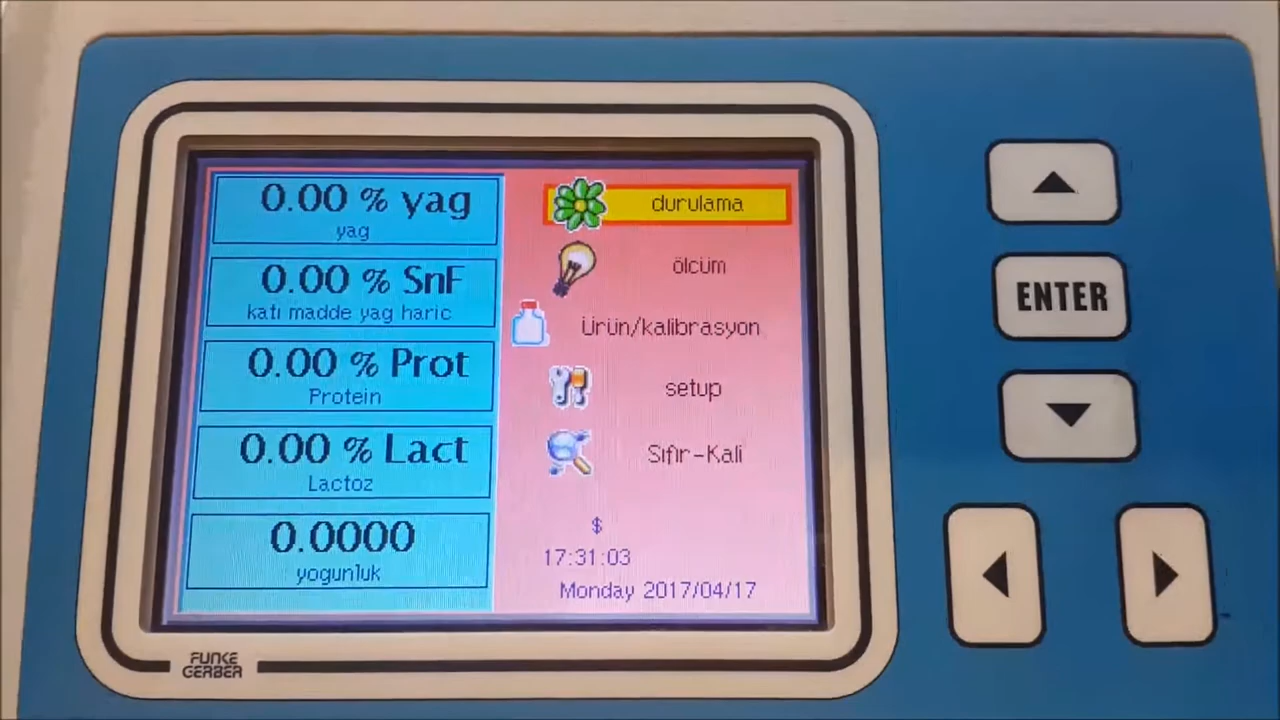 0.00 % yag
yag
0.00 % SnF
katı madde yag haric
0.00 % Prot
Protein
0.00 % Lact
Lactoz
0.0000
yogunluk
durulama
ölcüm
Ürün/kalibrasyon
setup
Sıfır-Kali
$
17:31:03
Monday 2017/04/17
ENTER
FUNKE
GERBER